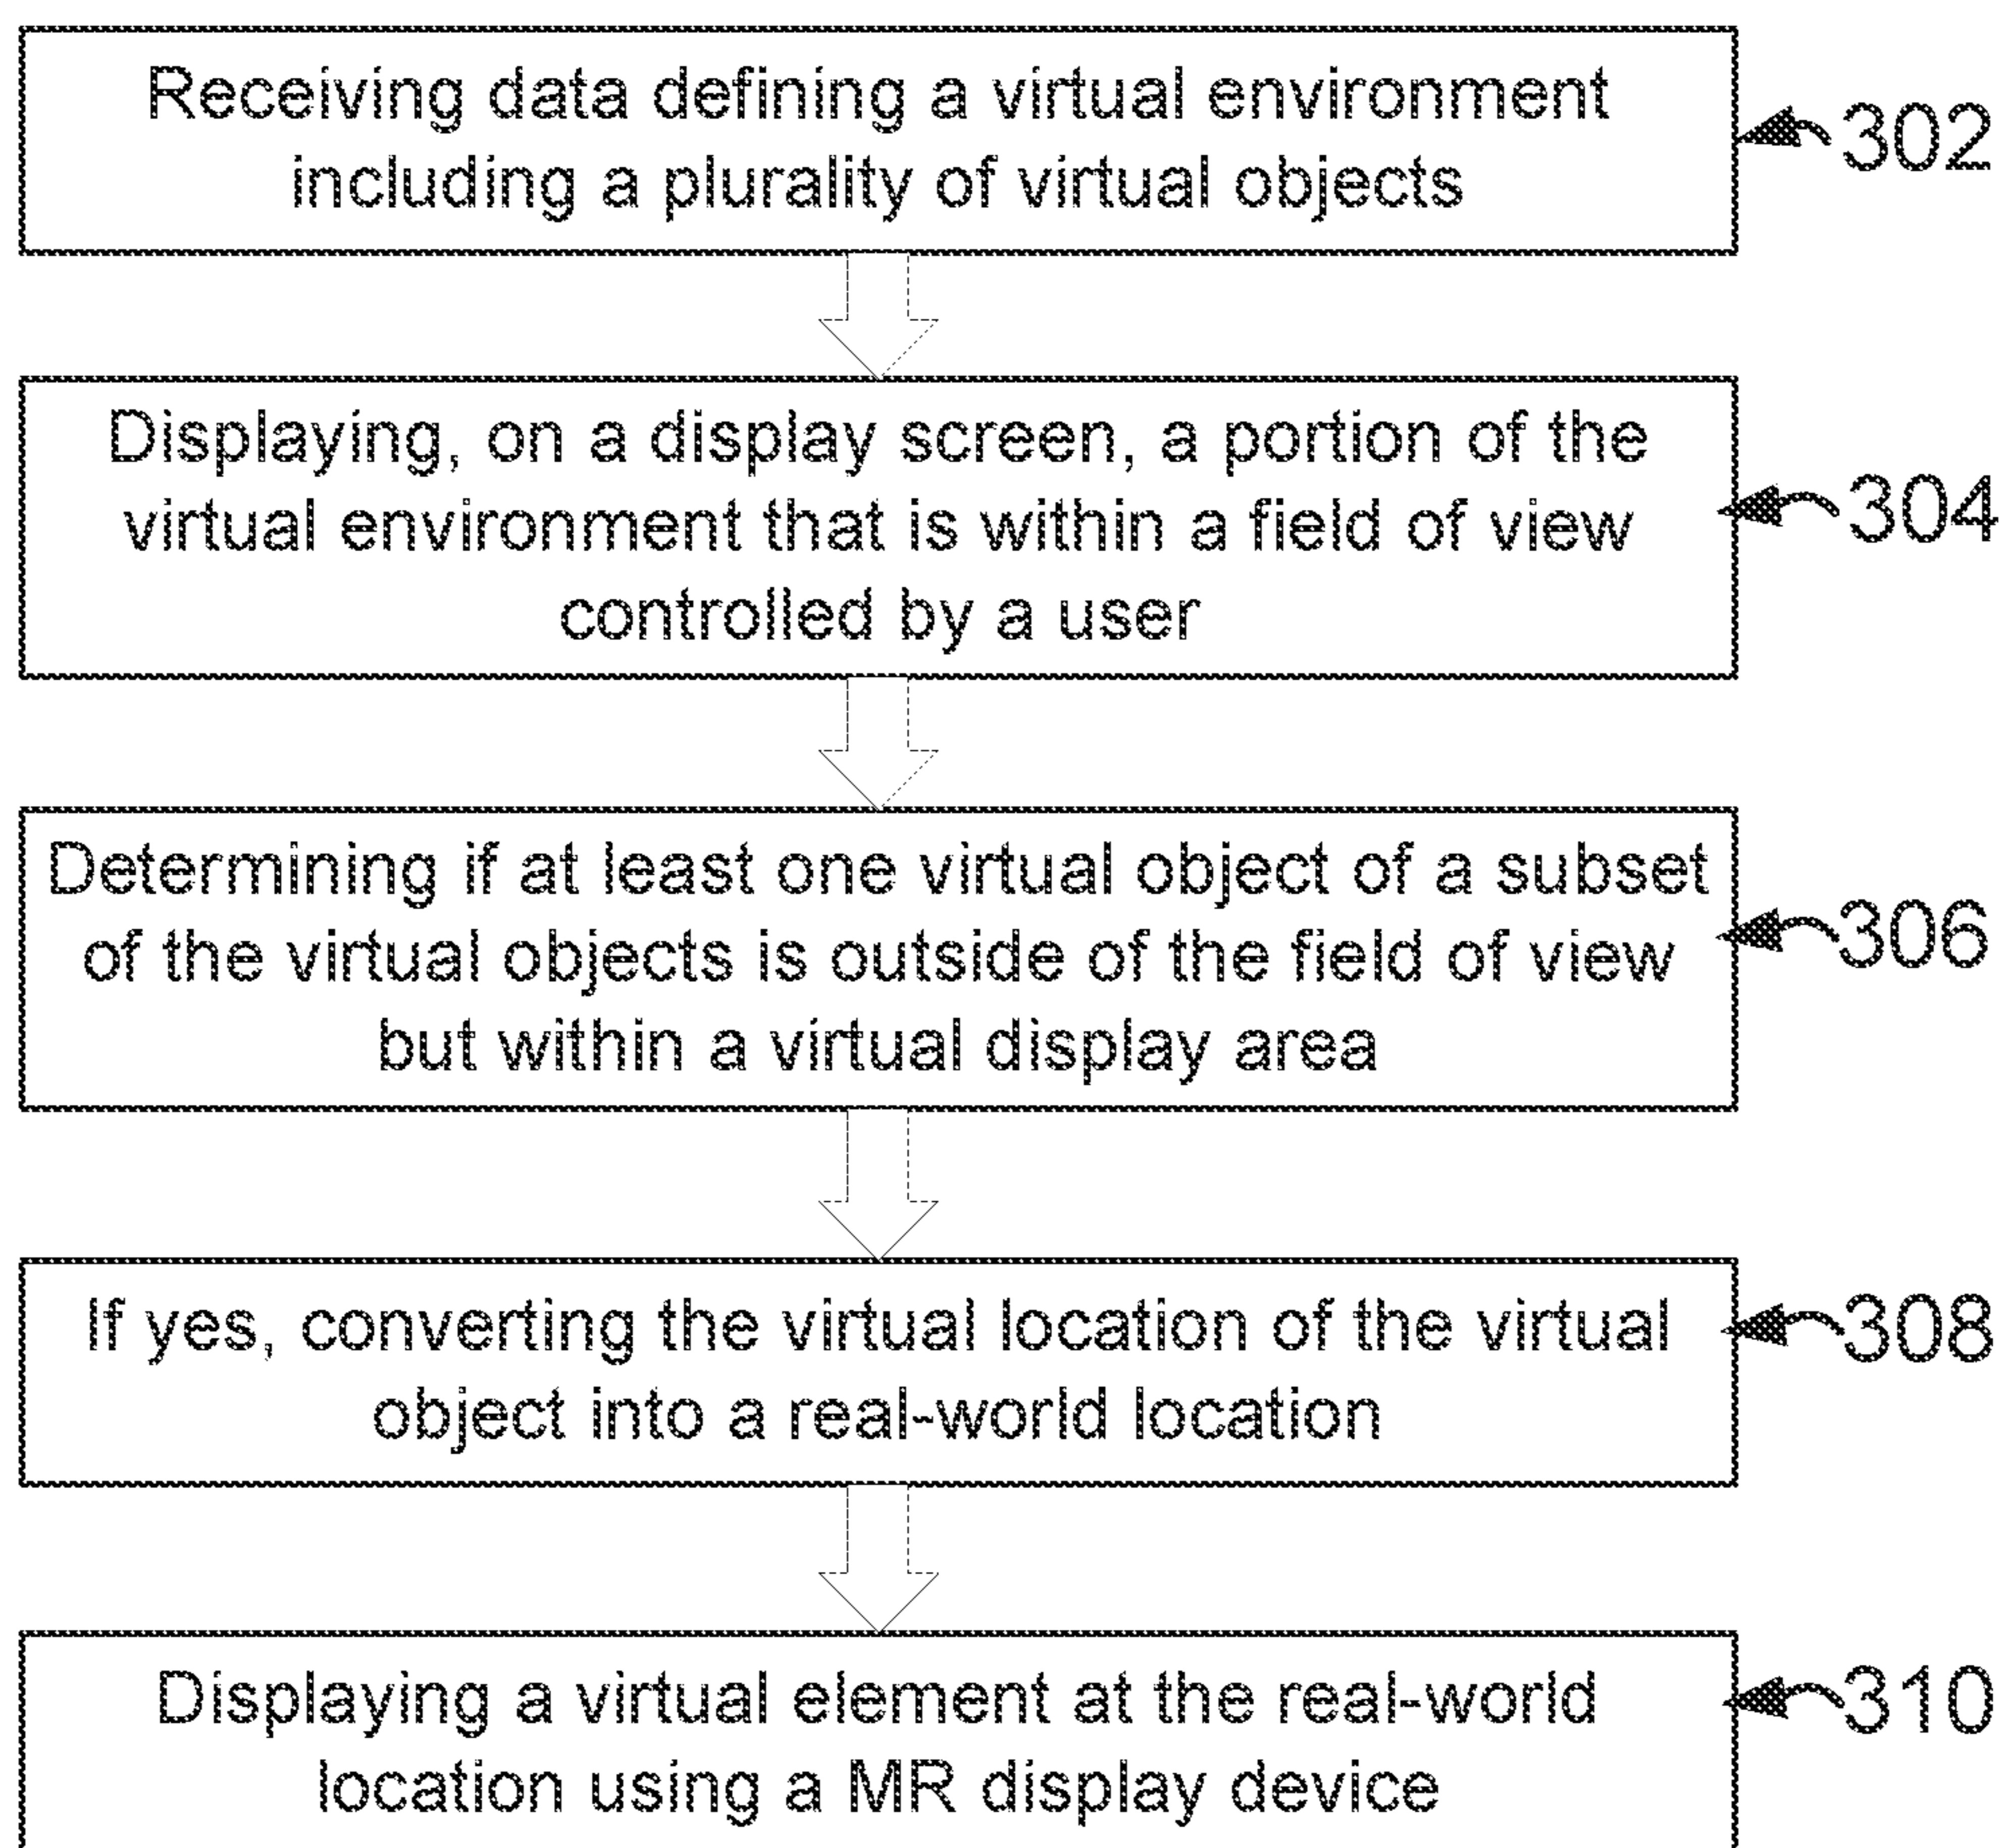 Receiving data defining a virtual environment
including a plurality of virtual objects
302
Displaying, on a display screen, a portion of the
virtual environment that is within a field of view
controlled by a user
304
Determining if at least one virtual object of a subset
of the virtual objects is outside of the field of view
but within a virtual display area
306
If yes, converting the virtual location of the virtual
object into a real-world location
308
Displaying a virtual element at the real-world
location using a MR display device
310